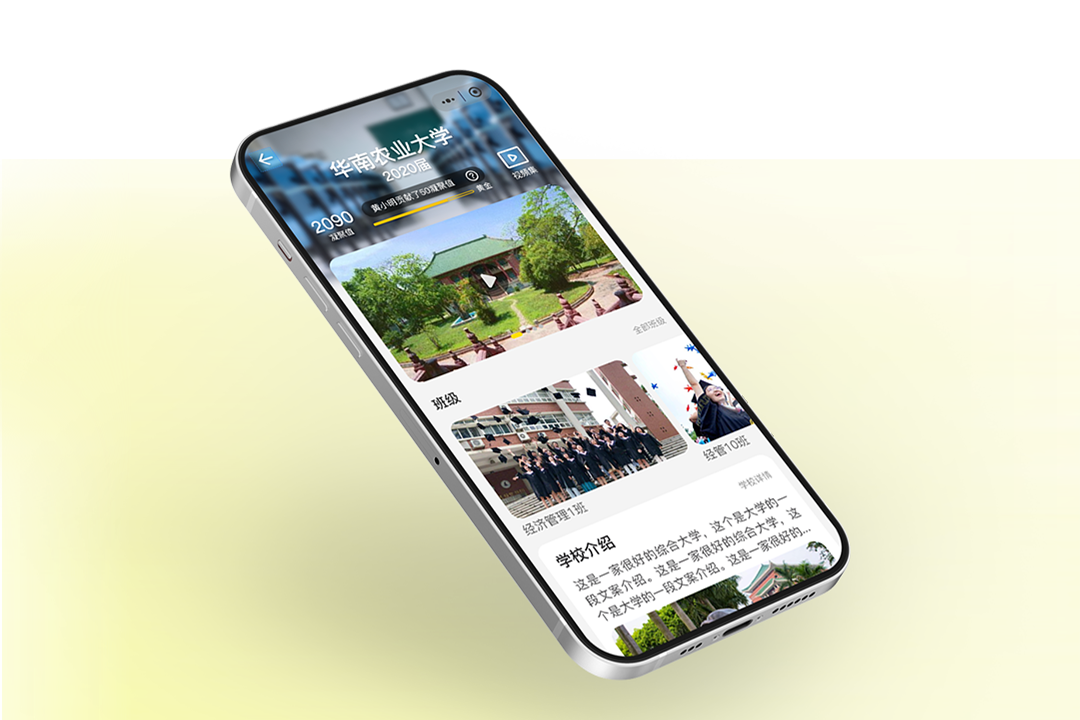 华南农业大学
2020届
视频集
黄小明贡献了50凝聚值
?
黄金
2090
凝聚值
全部班级
班级
经济管理1班
经管10班
学校详情
学校介绍
这是一家很好的综合大学，这个是大学的一
段文案介绍。这是一家很好的综合大学，这
个是大学的一段文案介绍。这是一家很好的...